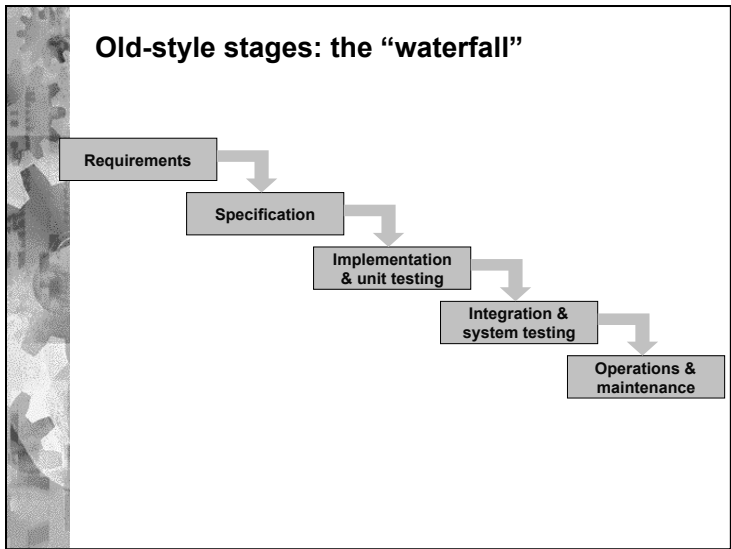 Old-style stages: the “waterfall”
Requirements
Specification
Implementation
& unit testing
Integration &
system testing
Operations &
maintenance